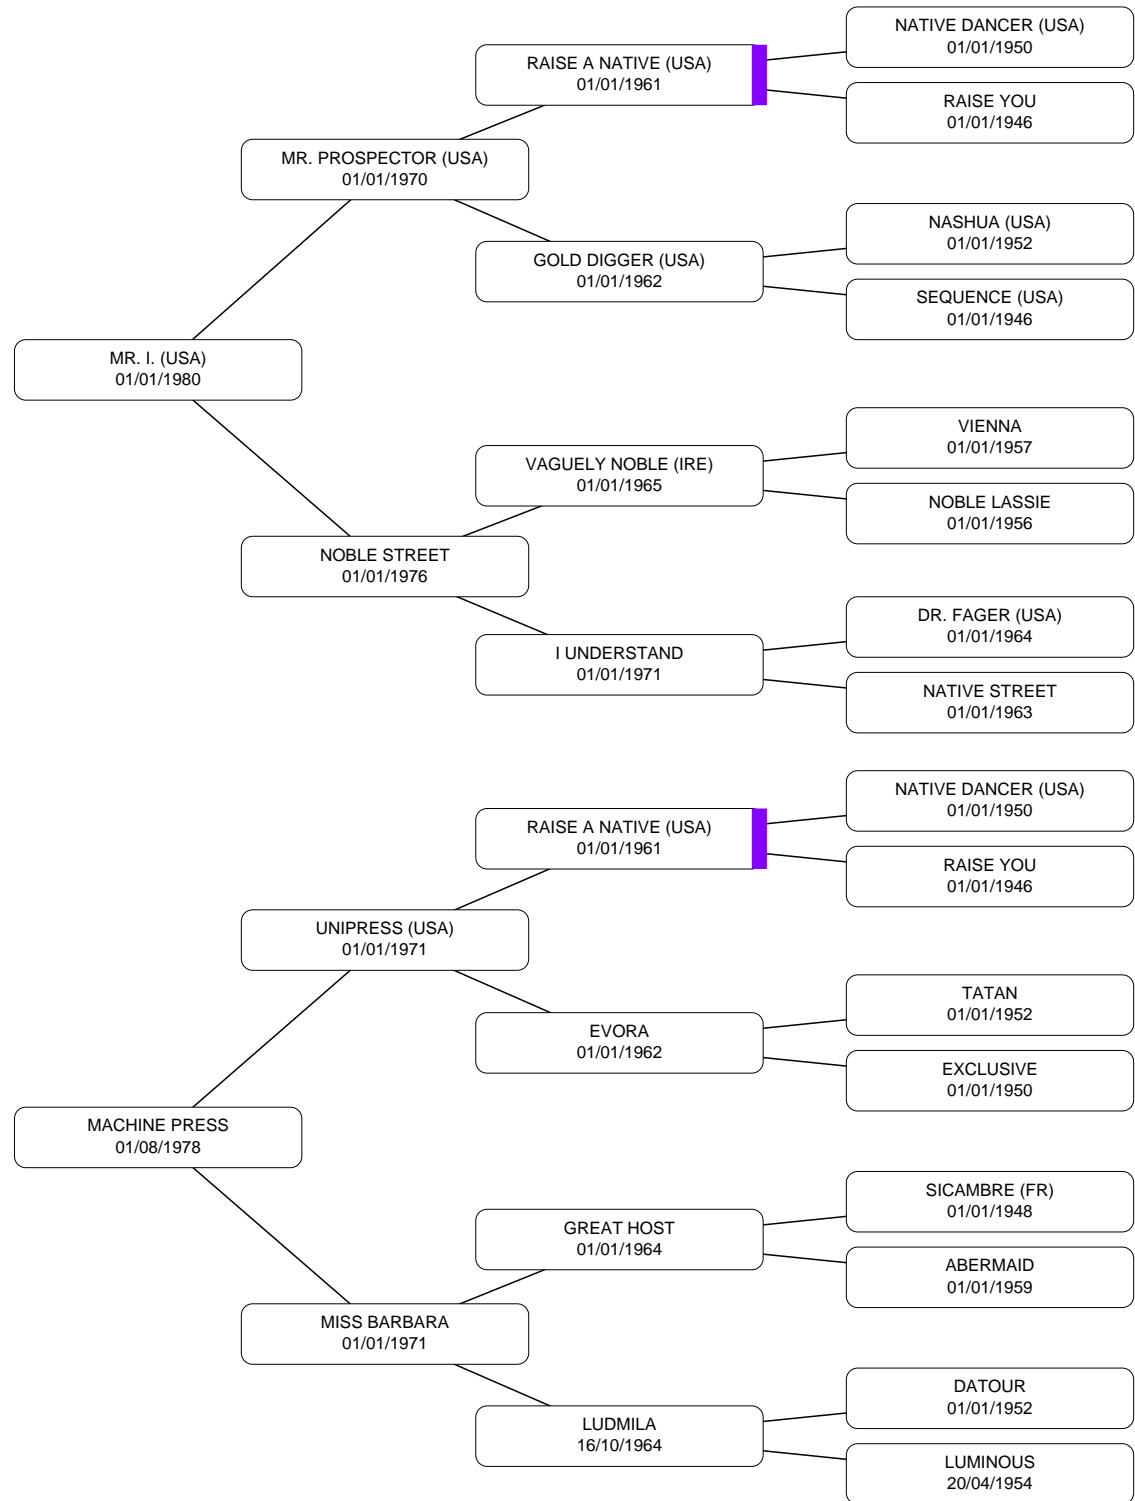 NATIVE DANCER (USA)
01/01/1950
RAISE A NATIVE (USA)
01/01/1961
RAISE YOU
01/01/1946
MR. PROSPECTOR (USA)
01/01/1970
NASHUA (USA)
01/01/1952
GOLD DIGGER (USA)
01/01/1962
SEQUENCE (USA)
01/01/1946
MR. I. (USA)
01/01/1980
VIENNA
01/01/1957
VAGUELY NOBLE (IRE)
01/01/1965
NOBLE LASSIE
01/01/1956
NOBLE STREET
01/01/1976
DR. FAGER (USA)
01/01/1964
I UNDERSTAND
01/01/1971
NATIVE STREET
01/01/1963
NATIVE DANCER (USA)
01/01/1950
RAISE A NATIVE (USA)
01/01/1961
RAISE YOU
01/01/1946
UNIPRESS (USA)
01/01/1971
TATAN
01/01/1952
EVORA
01/01/1962
EXCLUSIVE
01/01/1950
MACHINE PRESS
01/08/1978
SICAMBRE (FR)
01/01/1948
GREAT HOST
01/01/1964
ABERMAID
01/01/1959
MISS BARBARA
01/01/1971
DATOUR
01/01/1952
LUDMILA
16/10/1964
LUMINOUS
20/04/1954